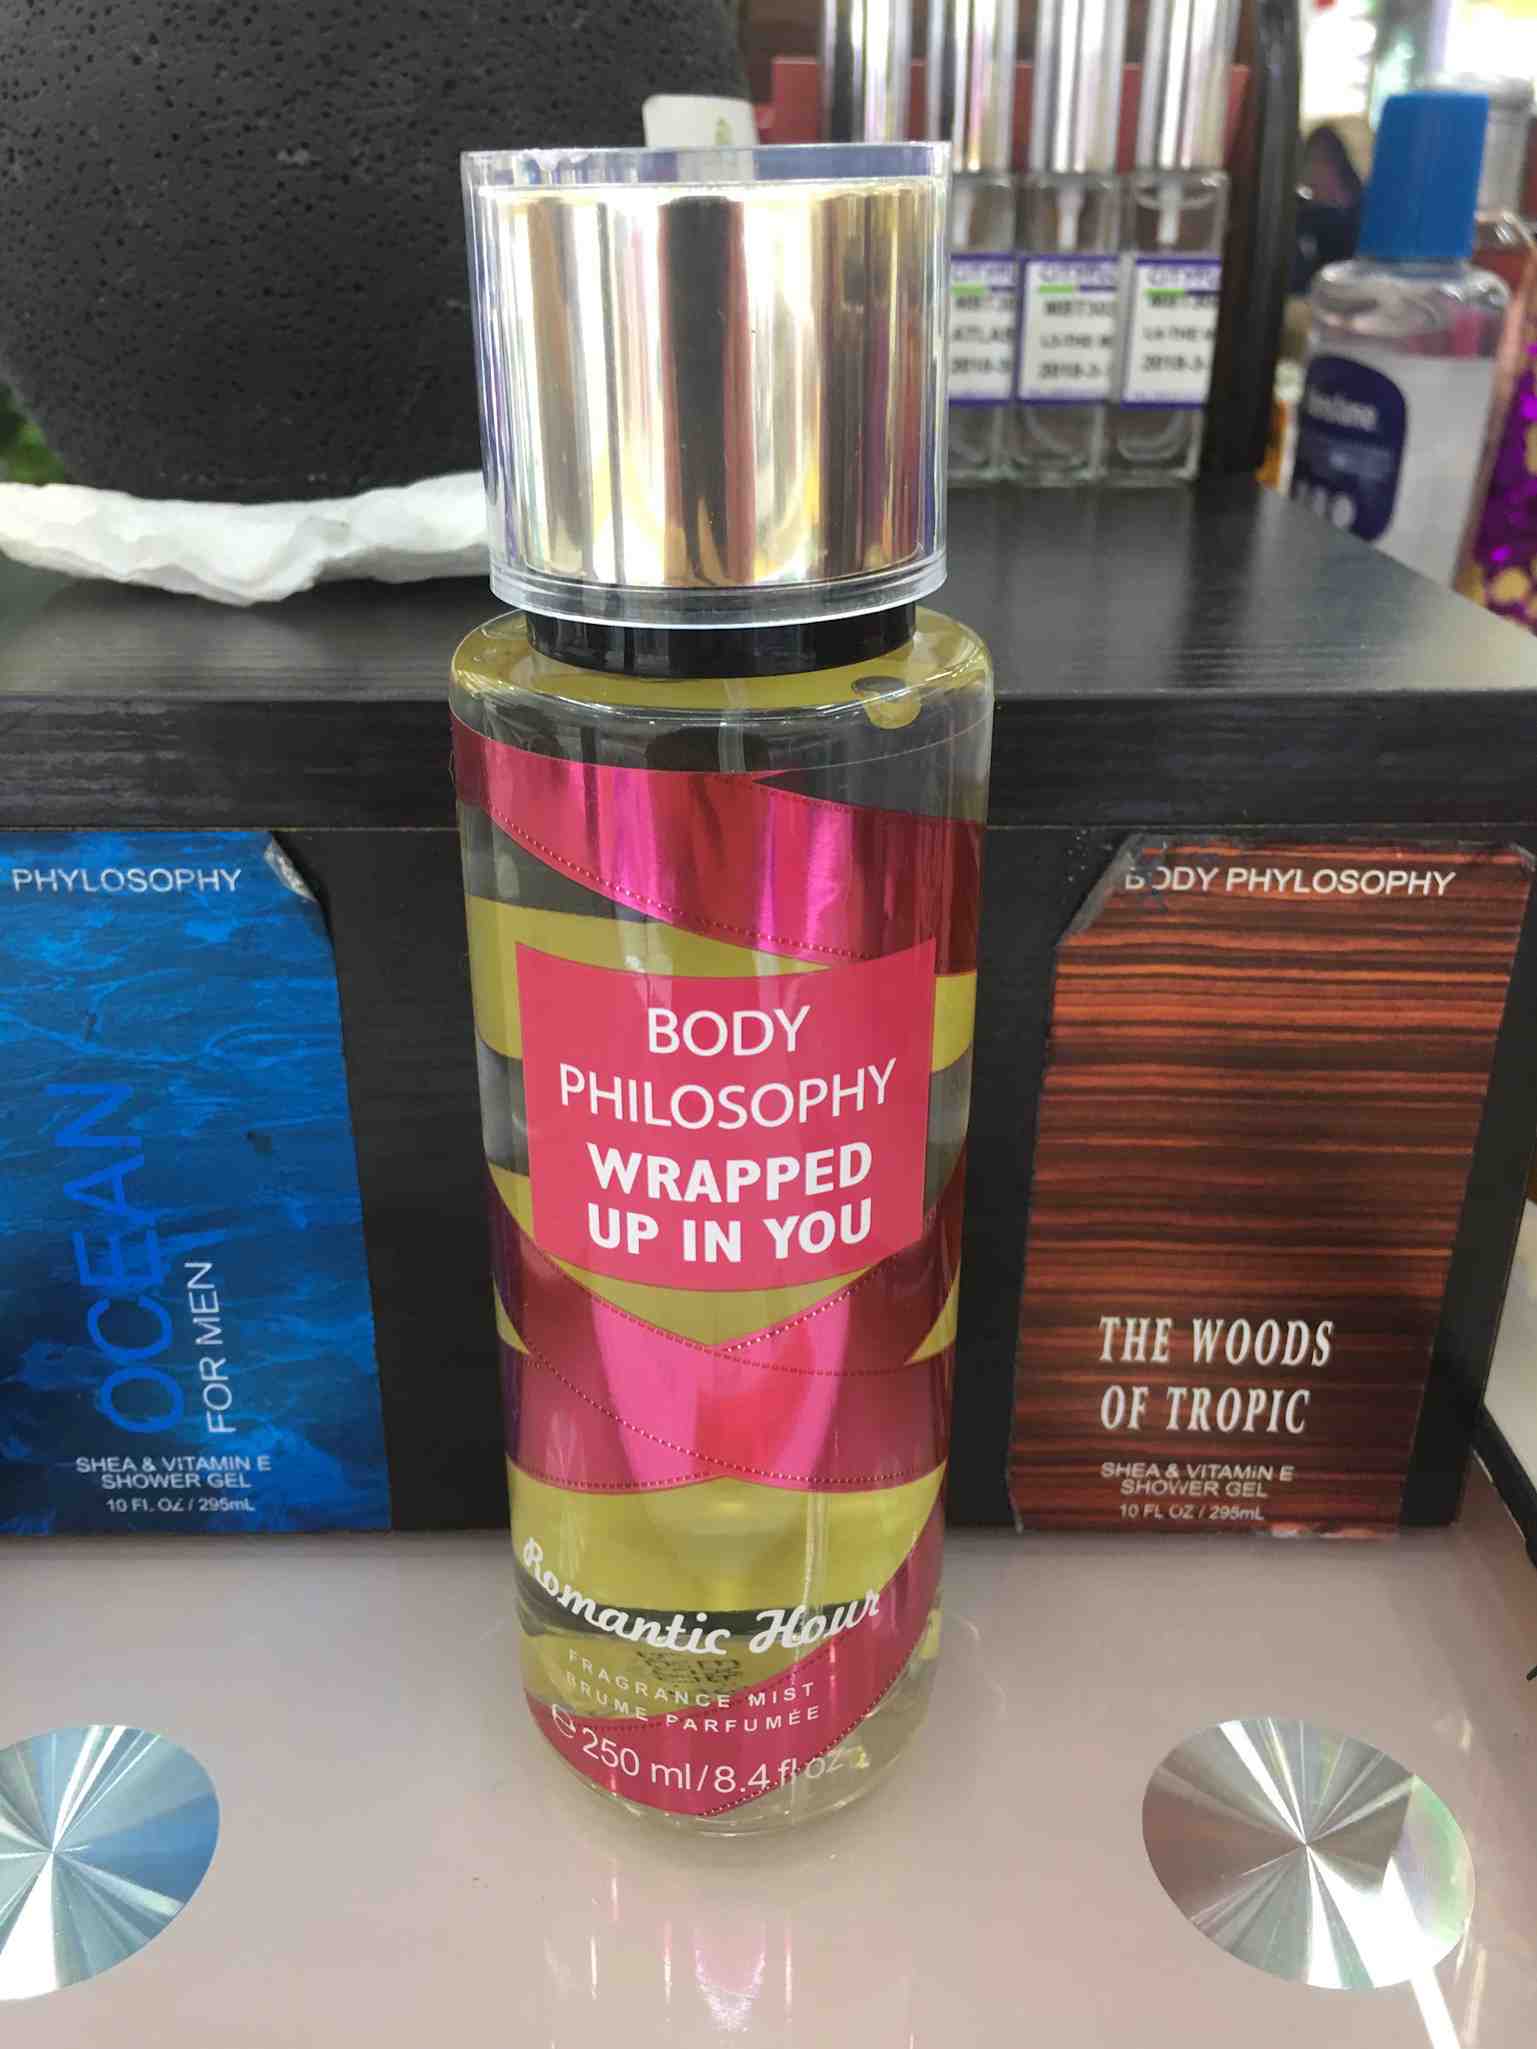 BODY
PHILOSOPHY
WRAPPED
UP IN YOU
Romantic Hour
FRAGRANCE MIST
BRUME PARFUMÉE
250 ml/8.4 fl oz
PHYLOSOPHY
OCEAN
FOR MEN
SHEA & VITAMIN E
SHOWER GEL
10 FL OZ / 295mL
BODY PHYLOSOPHY
THE WOODS
OF TROPIC
SHEA & VITAMIN E
SHOWER GEL
10 FL OZ / 295mL
ATLAS